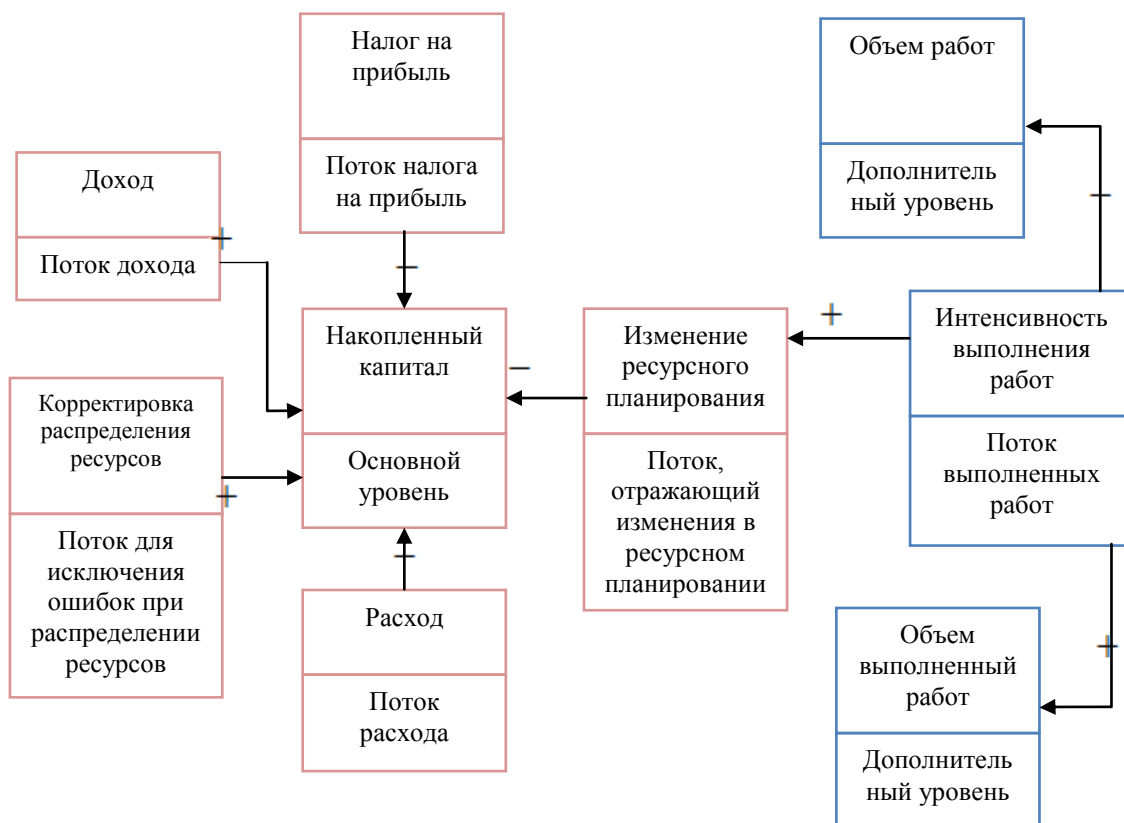 Налог на
прибыль
Поток налога
на прибыль
Объем работ
Дополнитель
ный уровень
Доход
Поток дохода
+
−
−
Накопленный
капитал
Основной
уровень
−
Изменение
ресурсного
планирования
Поток,
отражающий
изменения в
ресурсном
планировании
+
Интенсивность
выполнения
работ
Поток
выполненных
работ
Корректировка
распределения
ресурсов
Поток для
исключения
ошибок при
распределении
ресурсов
+
−
Расход
Поток
расхода
Объем
выполненный
работ
Дополнитель
ный уровень
+